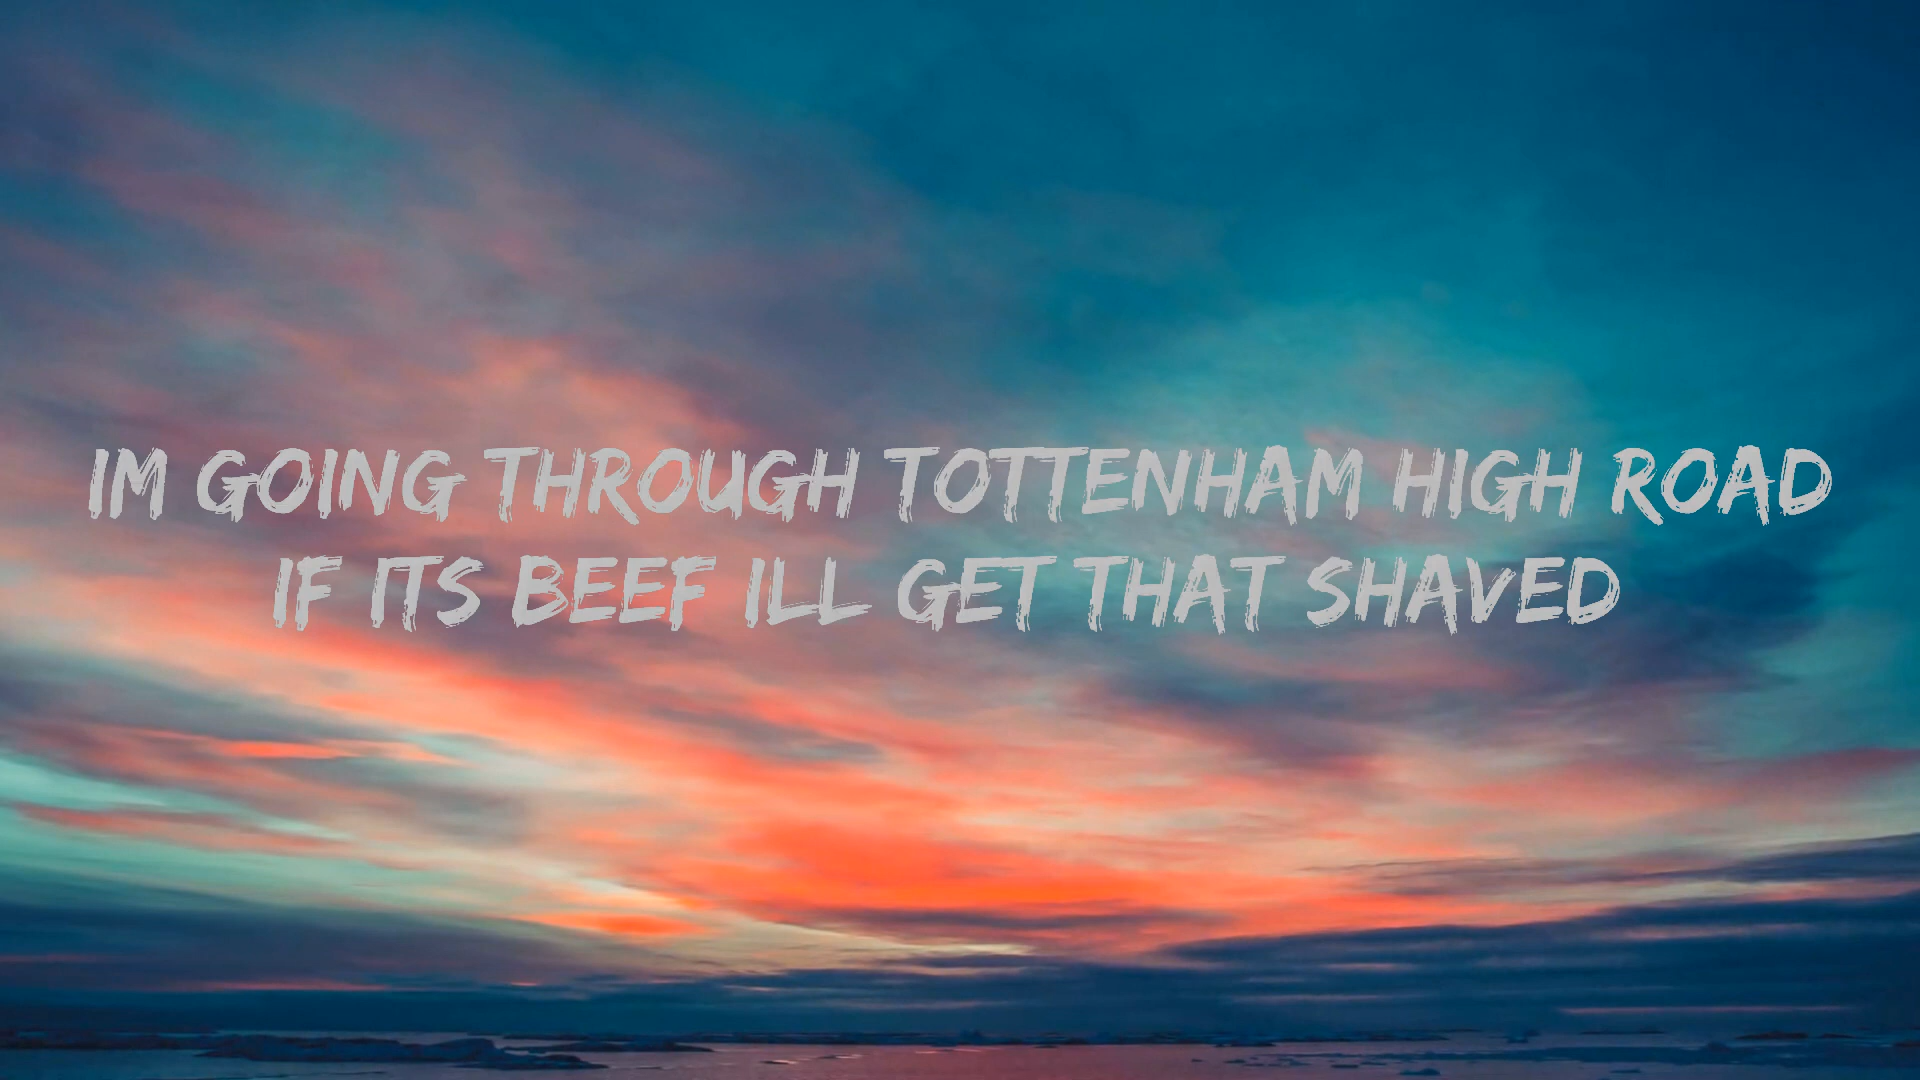 IM GOING THROUGH TOTTENHAM HIGH ROAD
IF ITS BEEF ILL GET THAT SHAVED